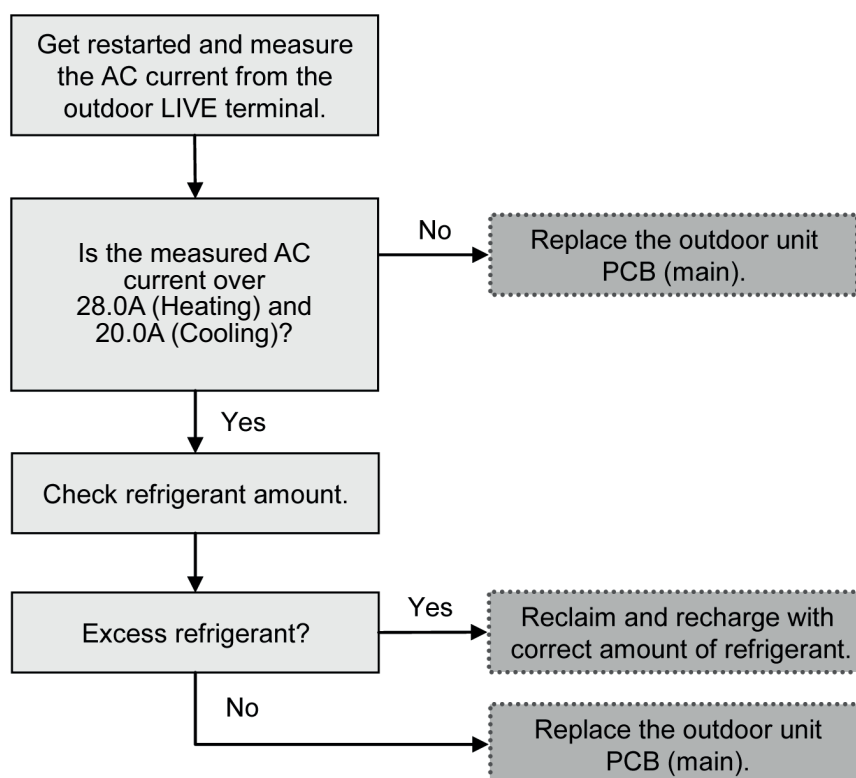 Get restarted and measure
the AC current from the
outdoor LIVE terminal.
Is the measured AC
current over
28.0A (Heating) and
20.0A (Cooling)?
No
Replace the outdoor unit
PCB (main).
Yes
Check refrigerant amount.
Excess refrigerant?
Yes
Reclaim and recharge with
correct amount of refrigerant.
No
Replace the outdoor unit
PCB (main).